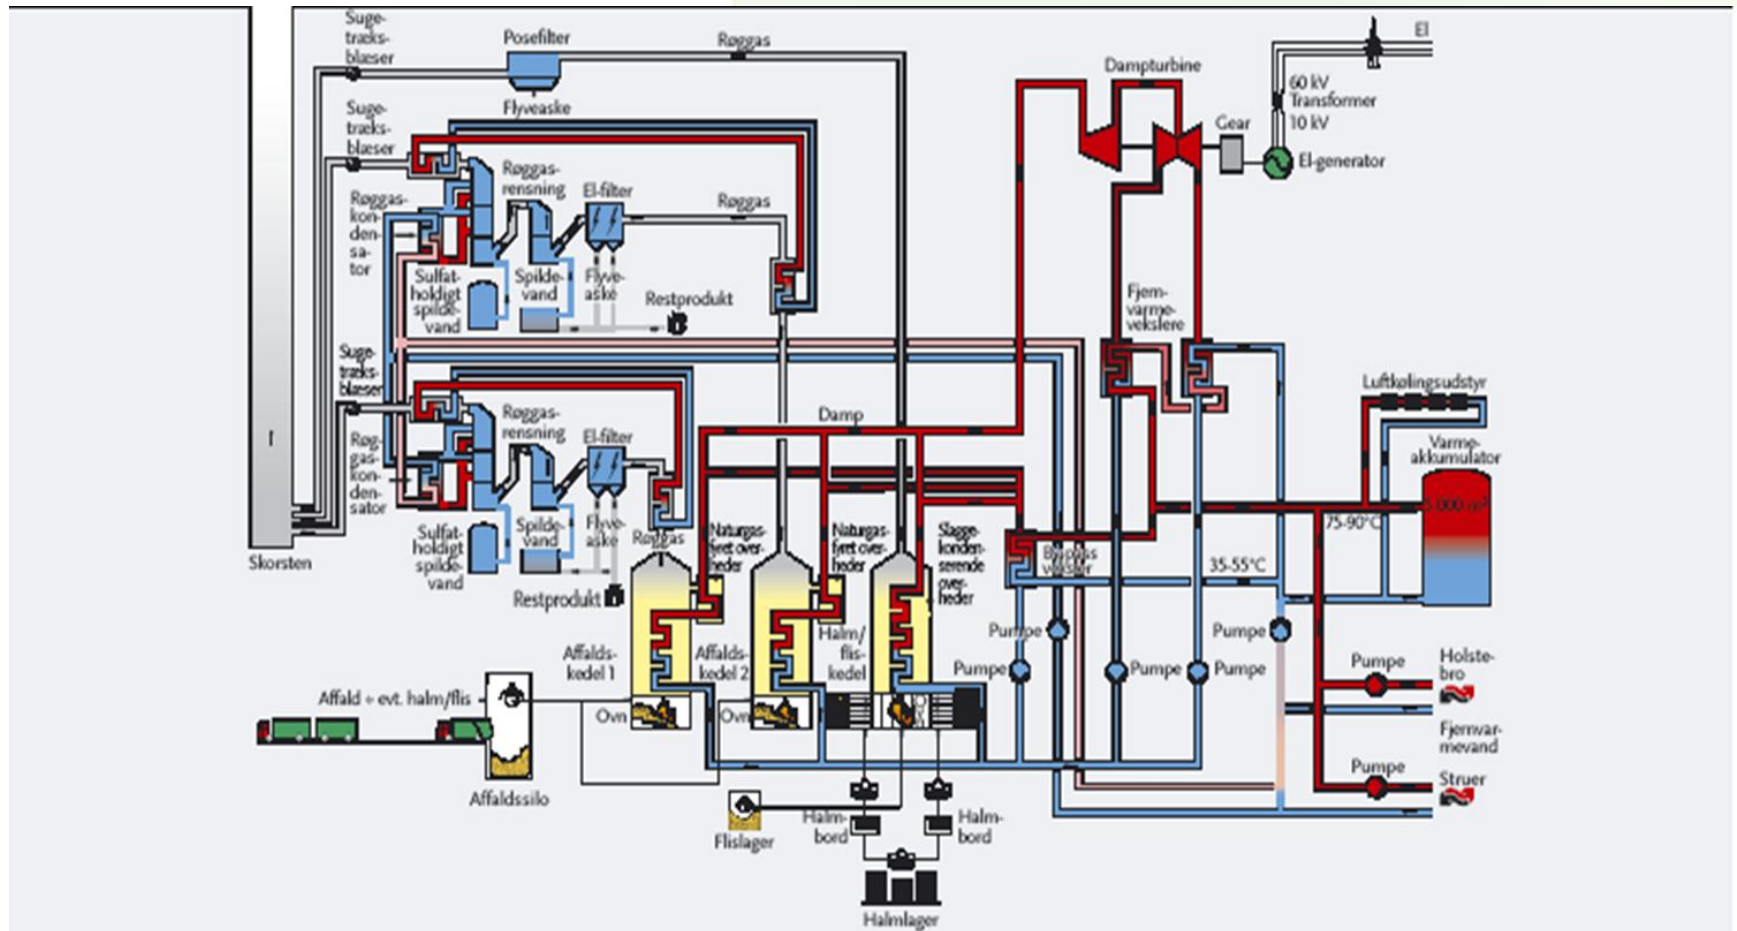 Suge-
træks-
blæser
Posefilter
Røggas
El
Dampturbine
Flyveaske
60 kV
Transformer
10 kV
Gear
El-generator
Suge-
træks-
blæser
Røggas-
rensning
El-filter
Røggas
Røggas-
kon-
den-
sa-
tor
Sulfat-
holdigt
spilde-
vand
Spilde-
vand
Flyve-
aske
Restprodukt
Fjern-
varme-
vekslere
Suge-
træks-
blæser
Luftkølingsudstyr
Røggas-
rensning
El-filter
Damp
Varme-
akkumulator
Røg-
gas-
kon-
den-
sator
75-90°C
Sulfat-
holdigt
spilde-
vand
Spilde-
vand
Flyve-
aske
Røggas
Naturgas-
fyret over-
heder
Naturgas-
fyret over-
heder
Slagge-
konden-
serende
over-
heder
Bypass
veksler
35-55°C
Skorsten
Restprodukt
Affalds-
kedel 1
Affalds-
kedel 2
Halm/
flis-
kedel
Pumpe
Pumpe
Pumpe
Pumpe
Pumpe
Pumpe
Holste-
bro
Affald + evt. halm/flis
Ovn
Ovn
Fjernvar-
mevand
Pumpe
Struer
Affaldssilo
Flislager
Halm-
bord
Halm-
bord
Halmlager